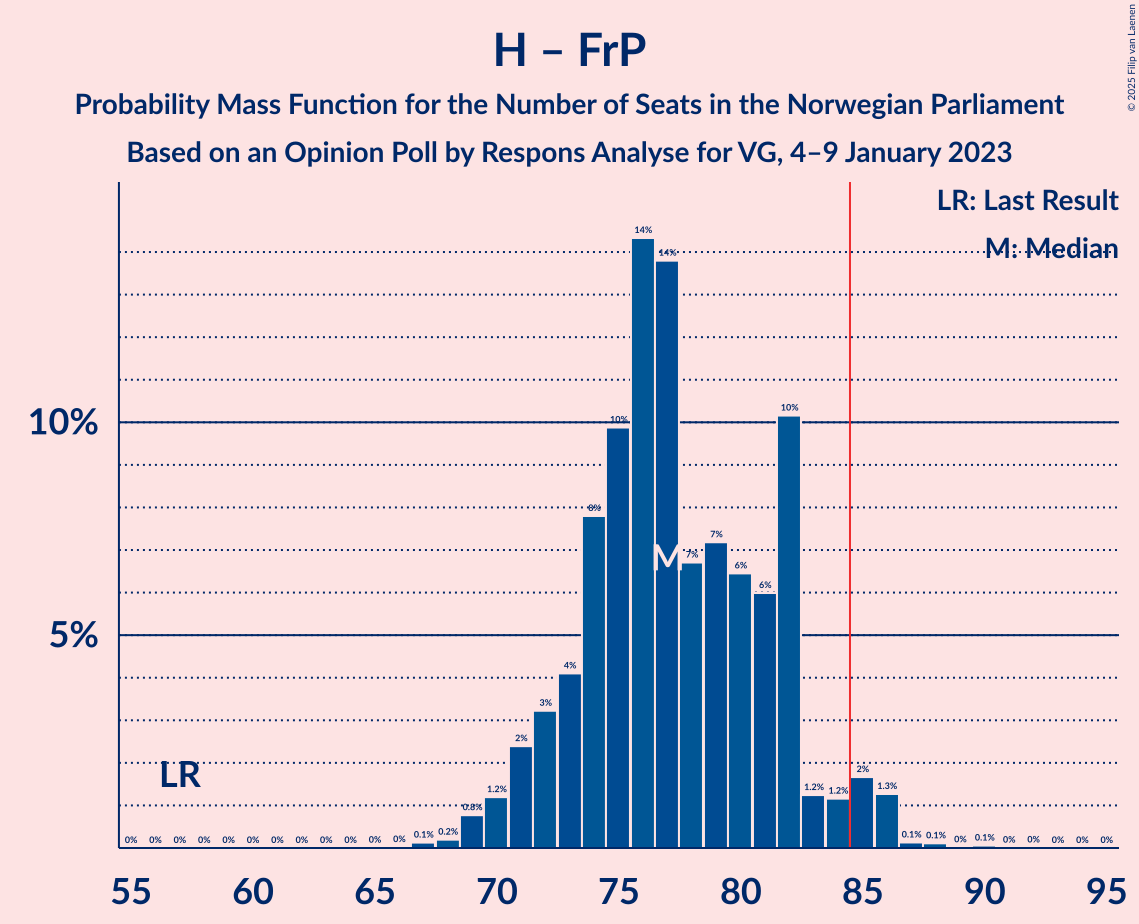 H – FrP
Probability Mass Function for the Number of Seats in the Norwegian Parliament
Based on an Opinion Poll by Respons Analyse for VG, 4–9 January 2023
© 2025 Filip van Laenen
LR: Last Result
M: Median
10%
5%
LR
M
0% 0% 0% 0% 0% 0% 0% 0% 0% 0% 0% 0% 0.1% 0.2% 0.8% 1.2% 2% 3% 4% 8% 10% 14% 14% 7% 7% 6% 6% 10% 1.2% 1.2% 2% 1.3% 0.1% 0.1% 0% 0.1% 0% 0% 0% 0% 0%
55 60 65 70 75 80 85 90 95